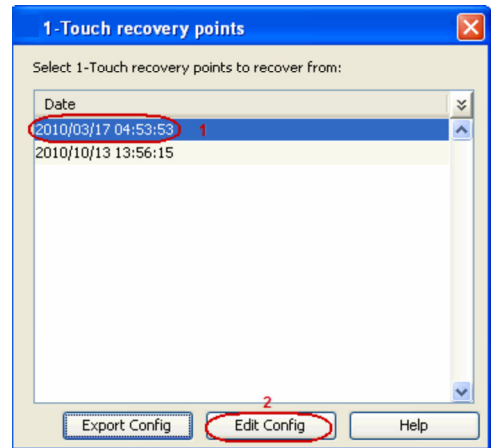 1-Touch recovery points
Select 1-Touch recovery points to recover from:
Date
2010/03/17 04:53:53 1
2010/10/13 13:56:15
2
Export Config Edit Config Help